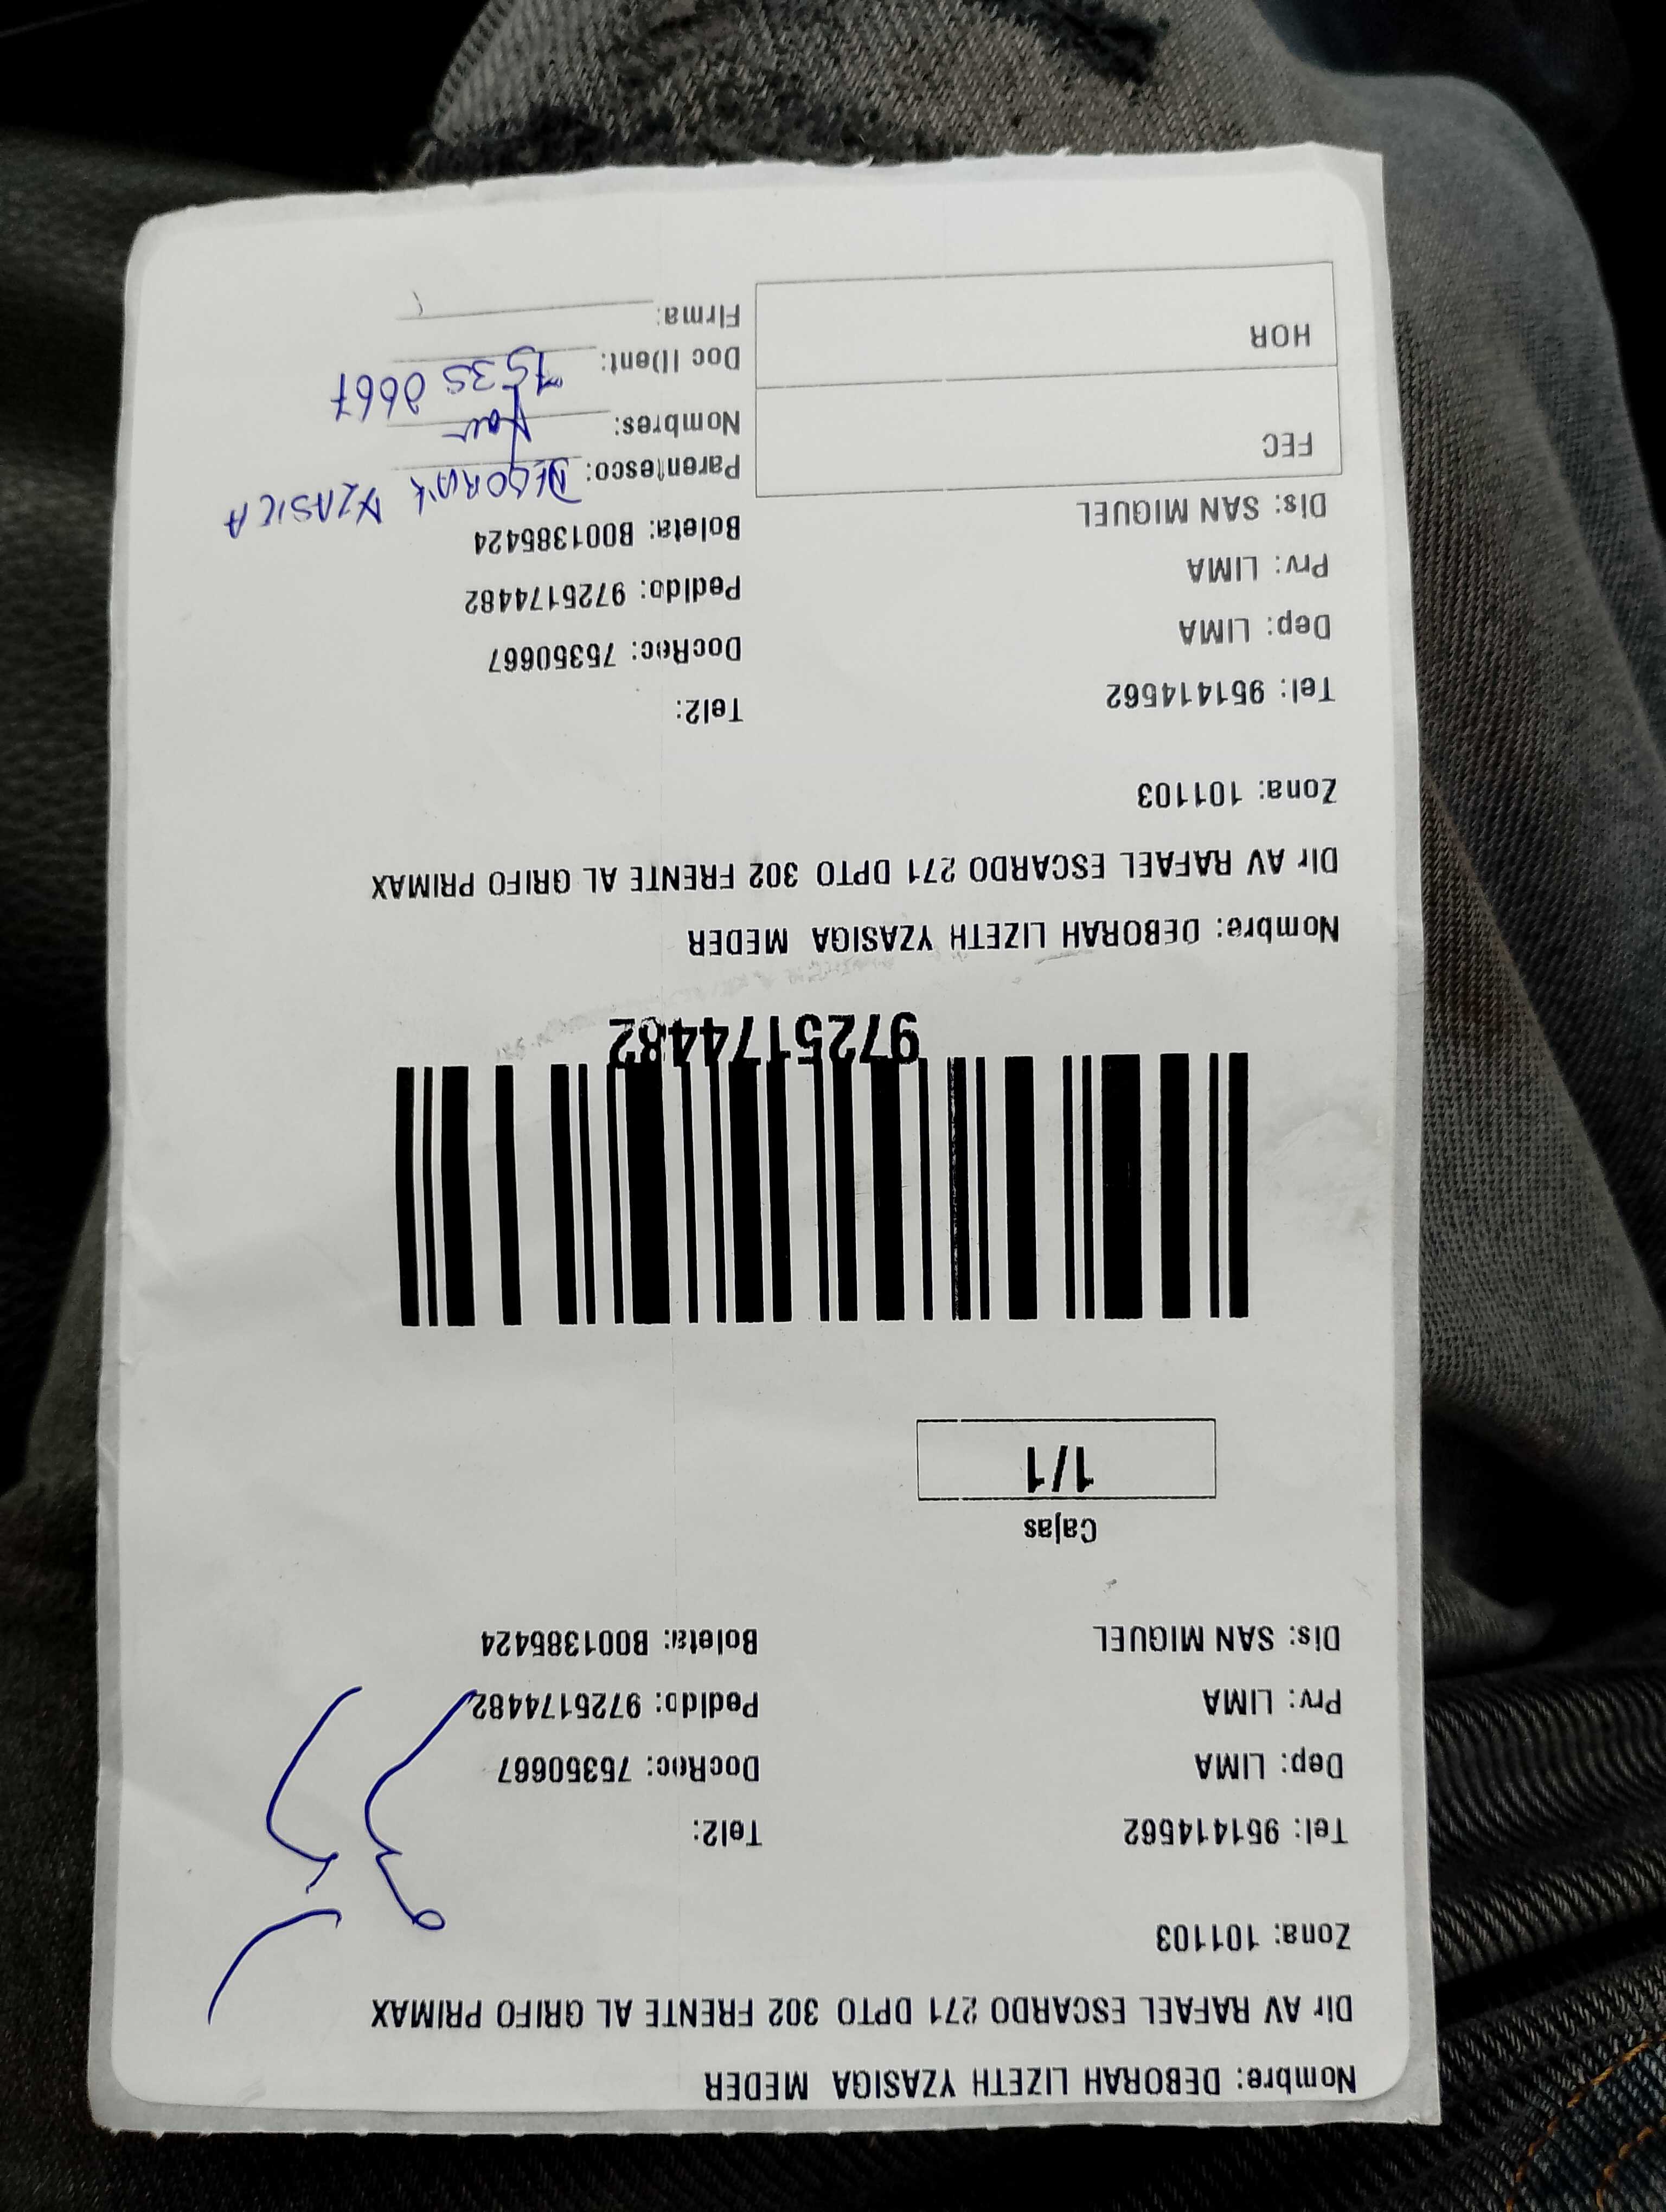 Nombre: DEBORAH LIZETH YZASIGA MEDER
Dir AV RAFAEL ESCARDO 271 DPTO 302 FRENTE AL GRIFO PRIMAX
Zona: 101103
Tel: 951414562 Tel2:
Dep: LIMA DocRec: 75350667
Prv: LIMA Pedido: 9725174482
Dis: SAN MIGUEL Boleta: B001385424
Cajas
1/1
9725174482
Nombre: DEBORAH LIZETH YZASIGA MEDER
Dir AV RAFAEL ESCARDO 271 DPTO 302 FRENTE AL GRIFO PRIMAX
Zona: 101103
Tel: 951414562 Tel2:
Dep: LIMA DocRec: 75350667
Prv: LIMA Pedido: 9725174482
Dis: SAN MIGUEL Boleta: B001385424
FEC
HOR
Parentesco: DEBORAH YZASIGA
Nombres:
Doc IDent: 7535 0667
Firma: